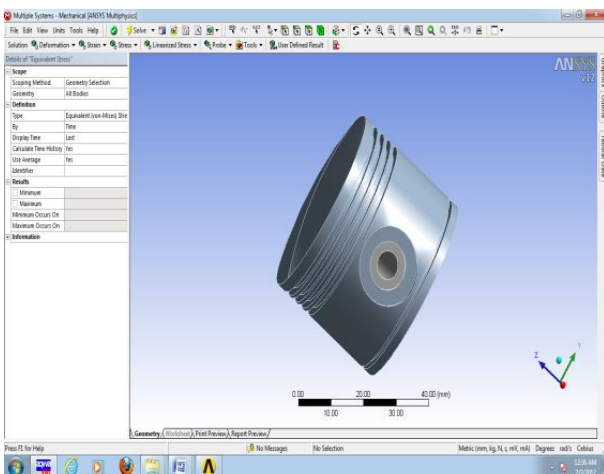 Multiple Systems - Mechanical [ANSYS Multiphysics]
File Edit View Units Tools Help Solve
Solution Deformation Strain Stress Linearized Stress Probe Tools User Defined Result
Details of "Equivalent Stress"
Scope
Scoping Method Geometry Selection
Geometry All Bodies
Definition
Type Equivalent (von-Mises) Stre
By Time
Display Time Last
Calculate Time History Yes
Use Average Yes
Identifier
Results
Minimum
Maximum
Minimum Occurs On
Maximum Occurs On
Information
ANSYS
v12
Z Y
0.00 20.00 40.00 (mm)
10.00 30.00
Geometry Worksheet Print Preview Report Preview
Press F1 for Help No Messages No Selection Metric (mm, kg, N, s, mV, mA) Degrees rad/s Celsius
12:06 AM